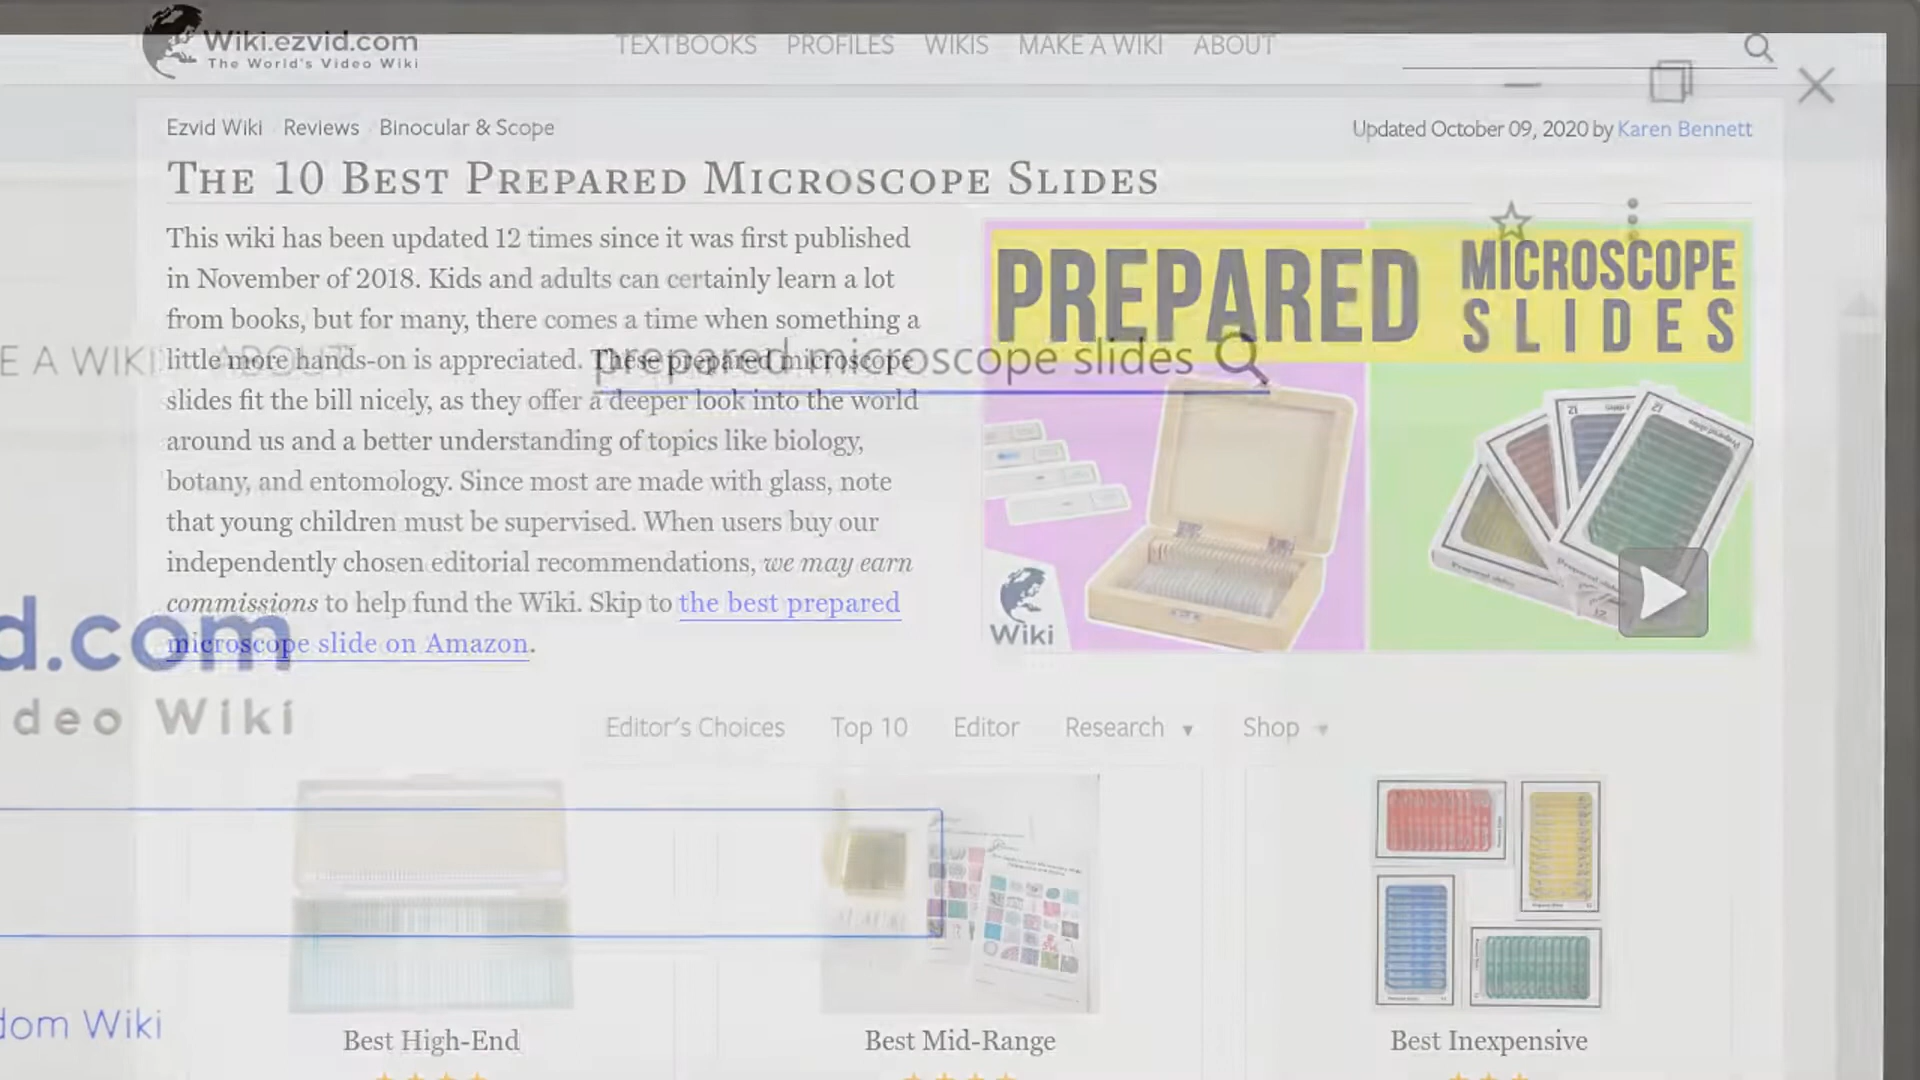 Wiki.ezvid.com
The World's Video Wiki
TEXTBOOKS PROFILES WIKIS MAKE A WIKI ABOUT
Ezvid Wiki Reviews Binocular & Scope
Updated October 09, 2020 by Karen Bennett
THE 10 BEST PREPARED MICROSCOPE SLIDES
This wiki has been updated 12 times since it was first published
in November of 2018. Kids and adults can certainly learn a lot
from books, but for many, there comes a time when something a
little more hands-on is appreciated. These prepared microscope
slides fit the bill nicely, as they offer a deeper look into the world
around us and a better understanding of topics like biology,
botany, and entomology. Since most are made with glass, note
that young children must be supervised. When users buy our
independently chosen editorial recommendations, we may earn
commissions to help fund the Wiki. Skip to the best prepared
microscope slide on Amazon.
PREPARED MICROSCOPE
SLIDES
Wiki
E A WIKI ABOUT
prepared microscope slides
d.com
deo Wiki
Editor's Choices Top 10 Editor Research ▾ Shop ▾
Best High-End
Best Mid-Range
Best Inexpensive
dom Wiki